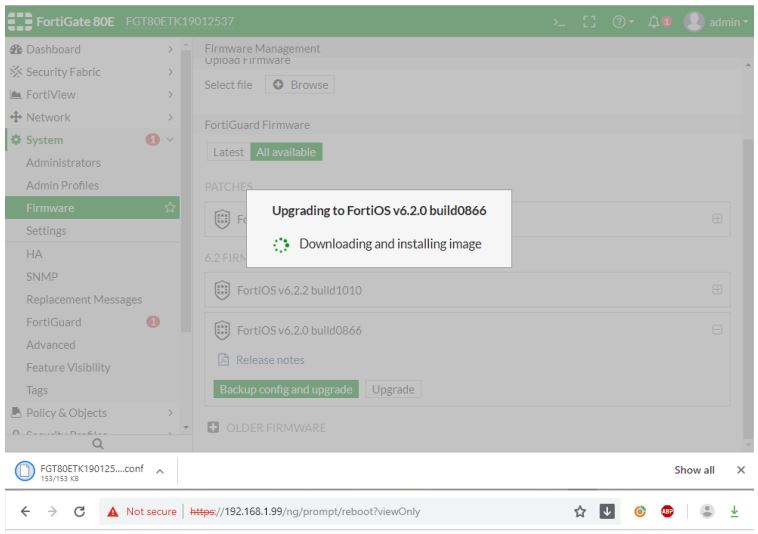 FortiGate 80E FGT80ETK19012537
>_ 1 admin
Dashboard
Security Fabric
FortiView
Network
System 1
Administrators
Admin Profiles
Firmware
Settings
HA
SNMP
Replacement Messages
FortiGuard 1
Advanced
Feature Visibility
Tags
Policy & Objects
Security Profiles
Firmware Management
Upload Firmware
Select file Browse
FortiGuard Firmware
Latest All available
PATCHES
Upgrading to FortiOS v6.2.0 build0866
Downloading and installing image
6.2 FIRM
FortiOS v6.2.2 build1010
FortiOS v6.2.0 build0866
Release notes
Backup config and upgrade Upgrade
OLDER FIRMWARE
FGT80ETK190125....conf
153/153 KB
Show all
Not secure https://192.168.1.99/ng/prompt/reboot?viewOnly
ABP